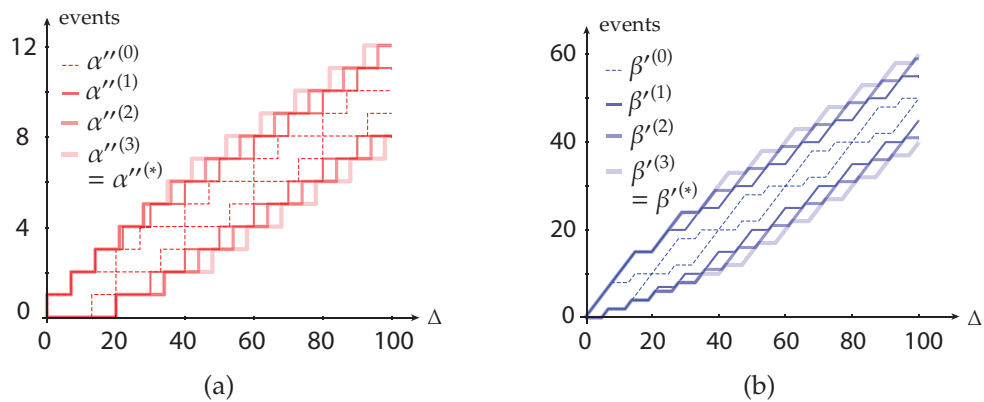 events
12
8
4
0
α′′(0)
α′′(1)
α′′(2)
α′′(3)
= α′′(*)
0 20 40 60 80 100
Δ
(a)
events
60
40
20
0
β′(0)
β′(1)
β′(2)
β′(3)
= β′(*)
0 20 40 60 80 100
Δ
(b)